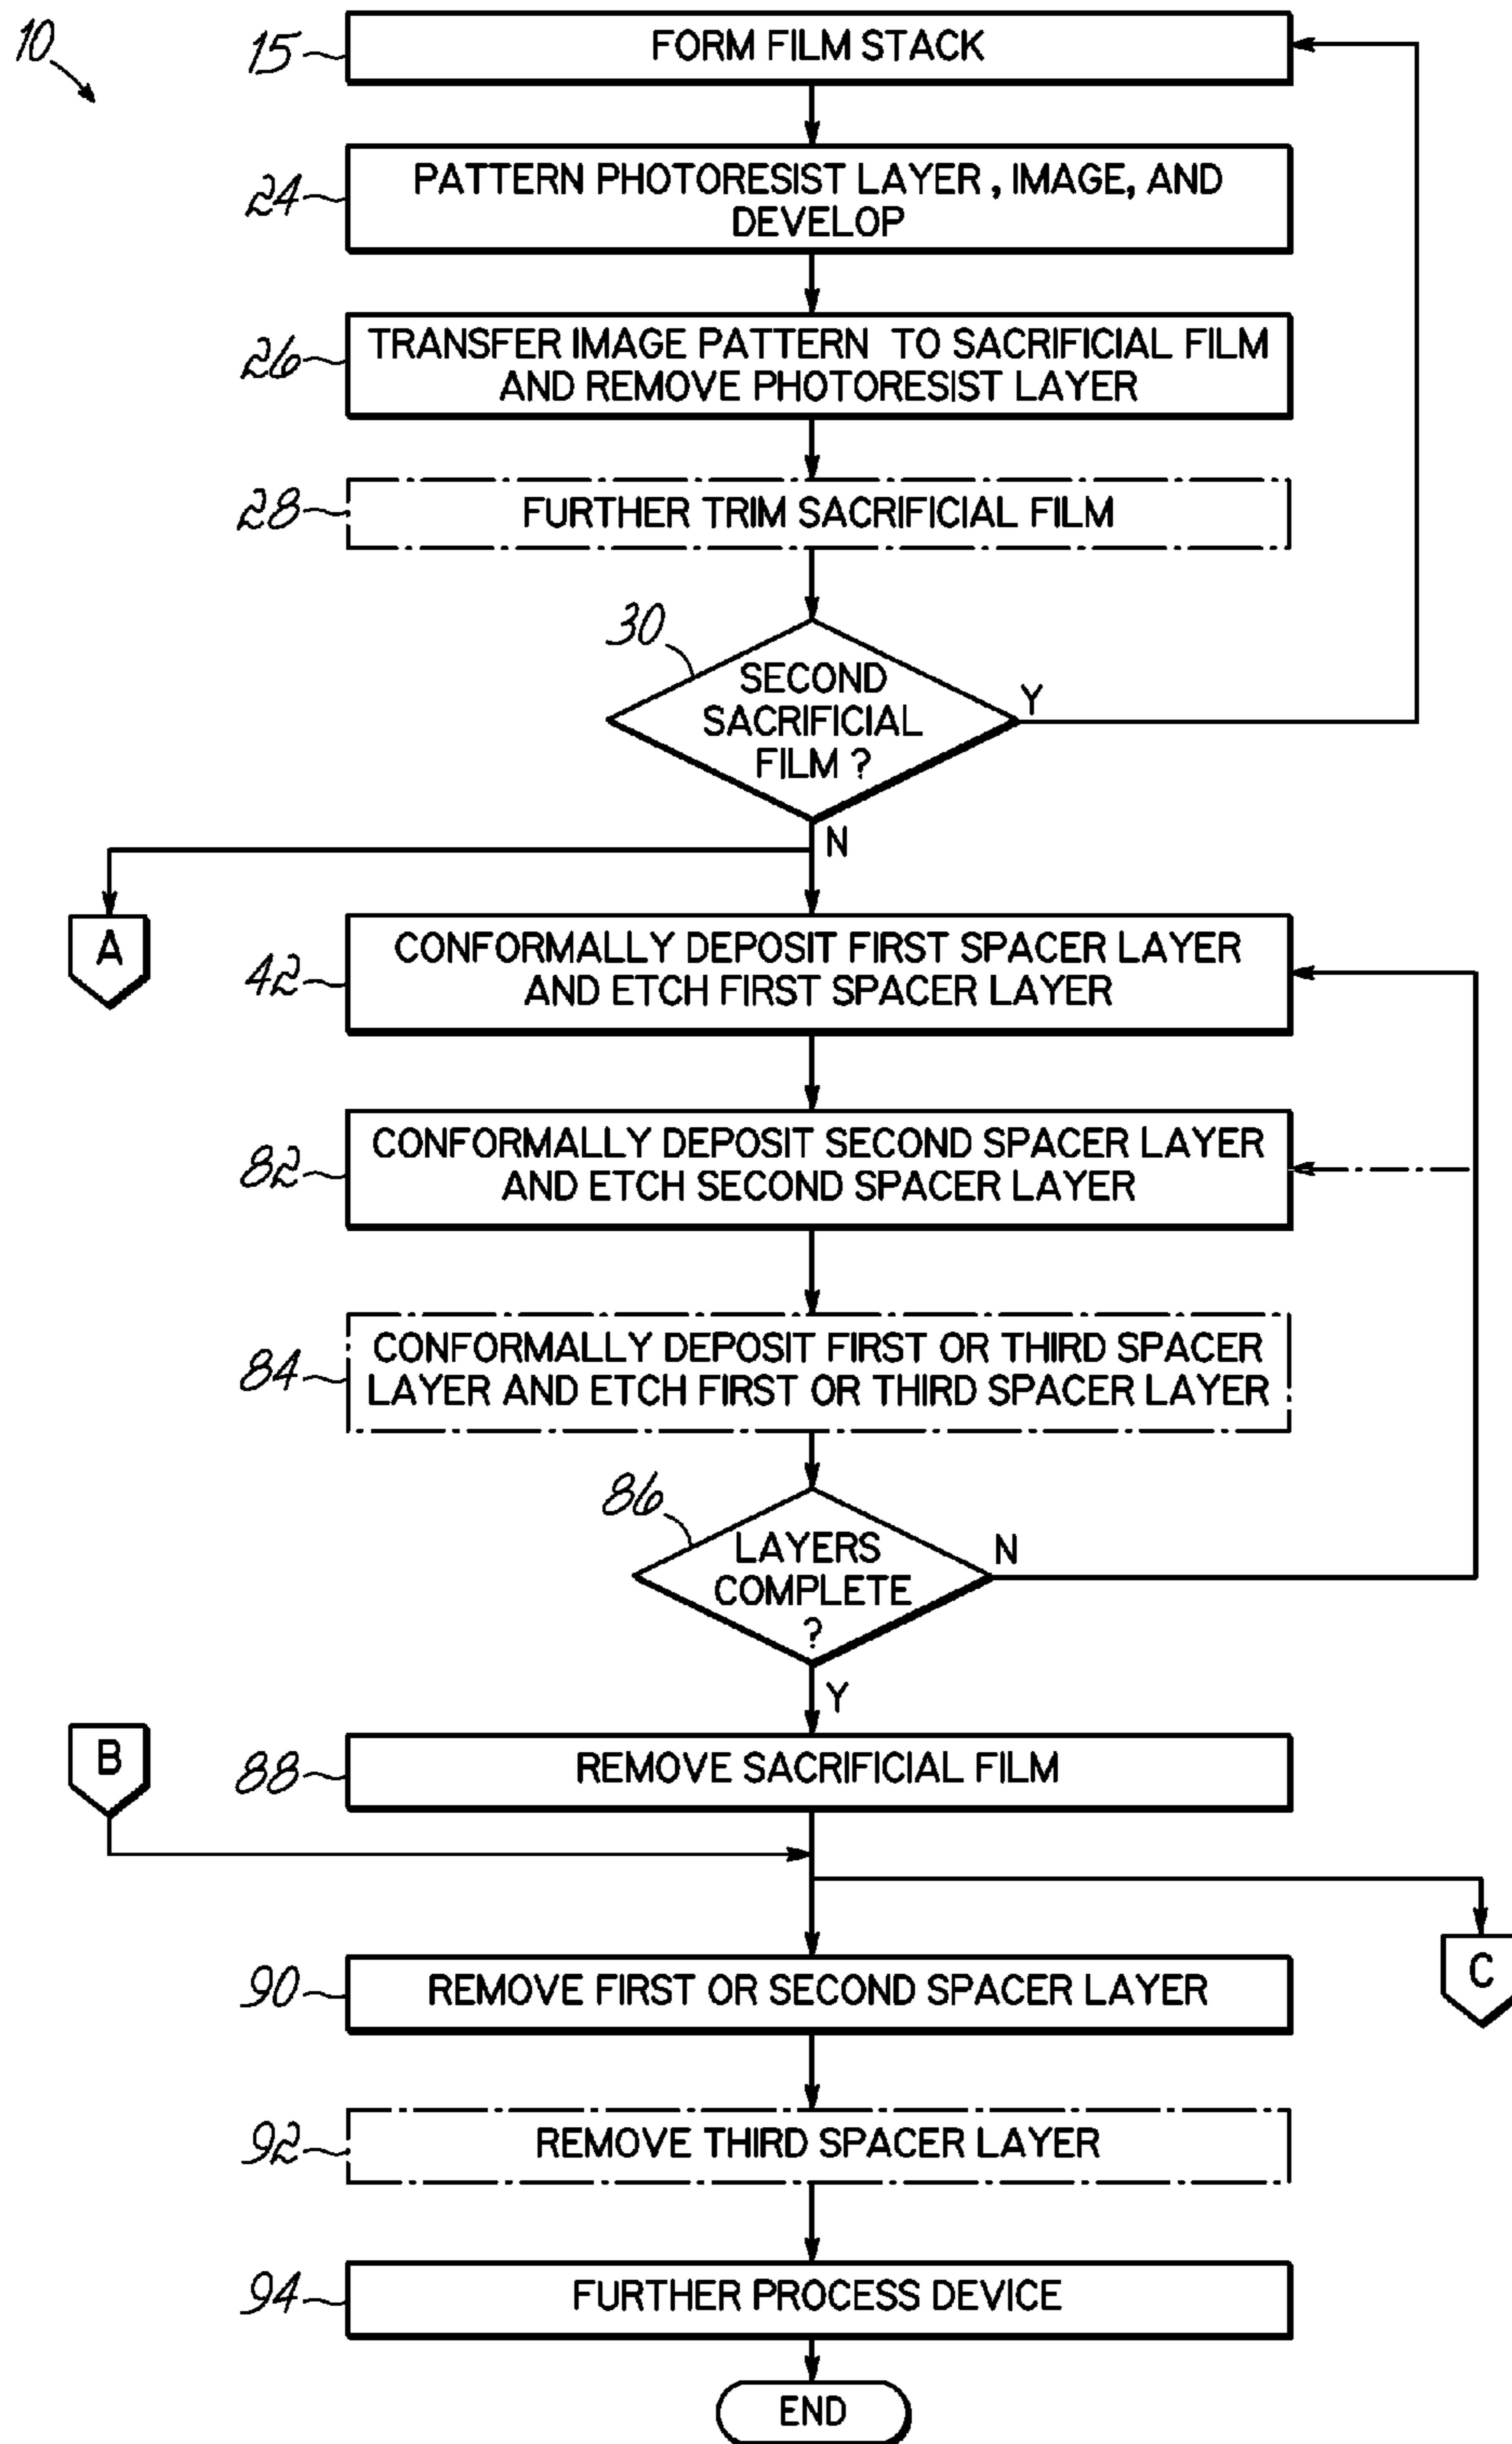 10
15
FORM FILM STACK
24
PATTERN PHOTORESIST LAYER, IMAGE, AND
DEVELOP
26
TRANSFER IMAGE PATTERN TO SACRIFICIAL FILM
AND REMOVE PHOTORESIST LAYER
28
FURTHER TRIM SACRIFICIAL FILM
30
SECOND
SACRIFICIAL
FILM ?
Y
N
A
42
CONFORMALLY DEPOSIT FIRST SPACER LAYER
AND ETCH FIRST SPACER LAYER
82
CONFORMALLY DEPOSIT SECOND SPACER LAYER
AND ETCH SECOND SPACER LAYER
84
CONFORMALLY DEPOSIT FIRST OR THIRD SPACER
LAYER AND ETCH FIRST OR THIRD SPACER LAYER
86
LAYERS
COMPLETE
?
N
Y
B
88
REMOVE SACRIFICIAL FILM
C
90
REMOVE FIRST OR SECOND SPACER LAYER
92
REMOVE THIRD SPACER LAYER
94
FURTHER PROCESS DEVICE
END